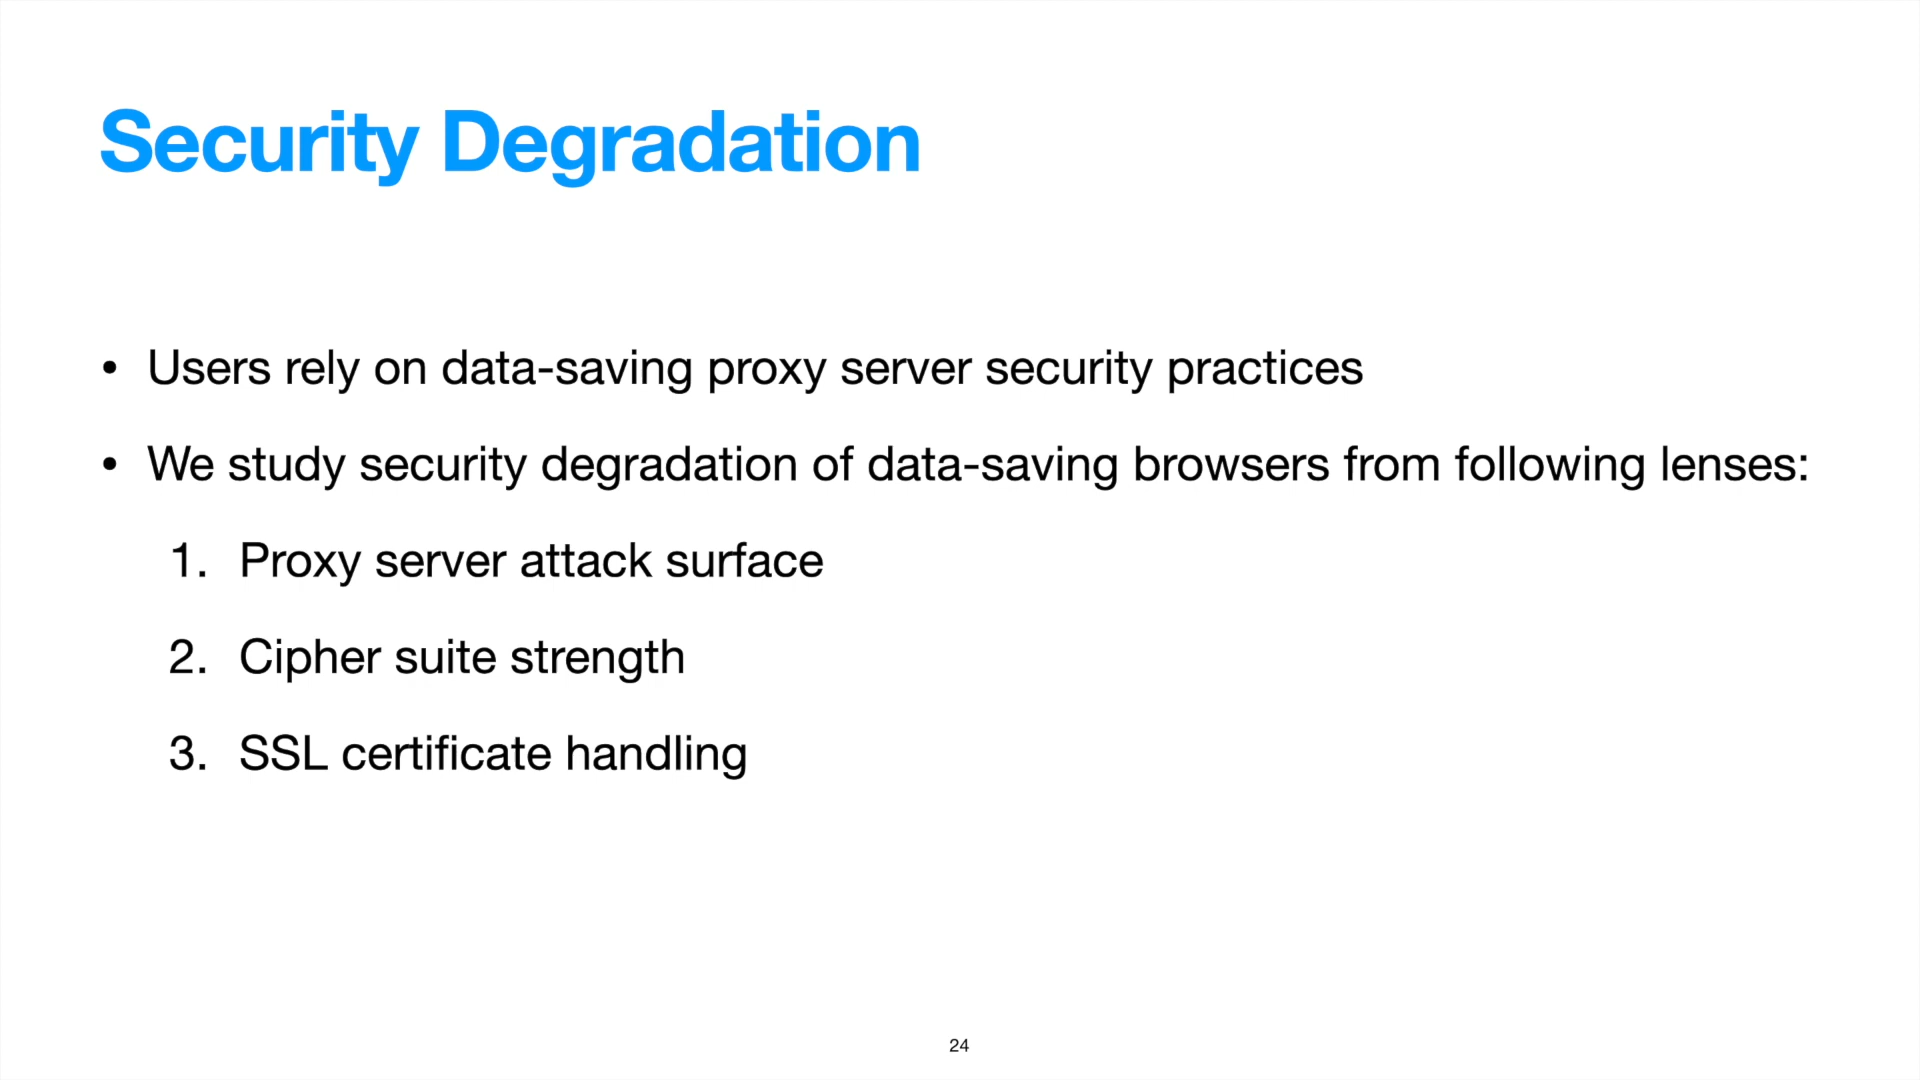 Security Degradation
• Users rely on data-saving proxy server security practices
• We study security degradation of data-saving browsers from following lenses:
1. Proxy server attack surface
2. Cipher suite strength
3. SSL certificate handling
24